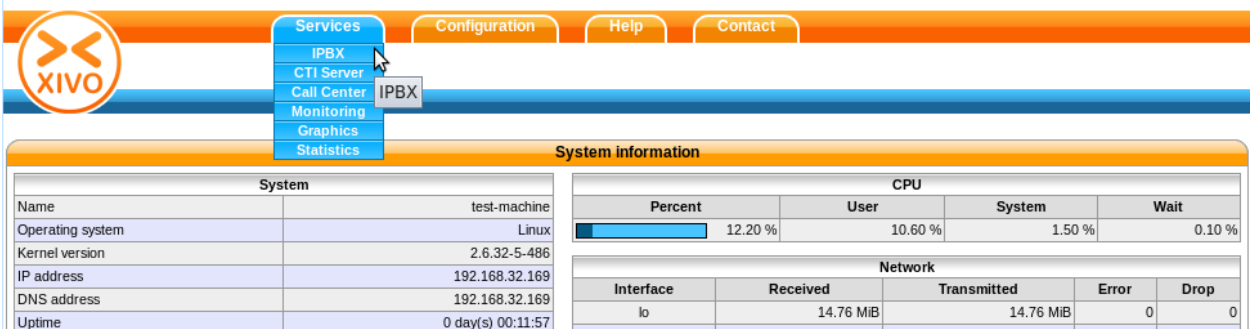 Services Configuration Help Contact
XIVO
IPBX
CTI Server
Call Center
IPBX
Monitoring
Graphics
Statistics
System information
System
Name test-machine
Operating system Linux
Kernel version 2.6.32-5-486
IP address 192.168.32.169
DNS address 192.168.32.169
Uptime 0 day(s) 00:11:57
CPU
Percent User System Wait
12.20 % 10.60 % 1.50 % 0.10 %
Network
Interface Received Transmitted Error Drop
lo 14.76 MiB 14.76 MiB 0 0